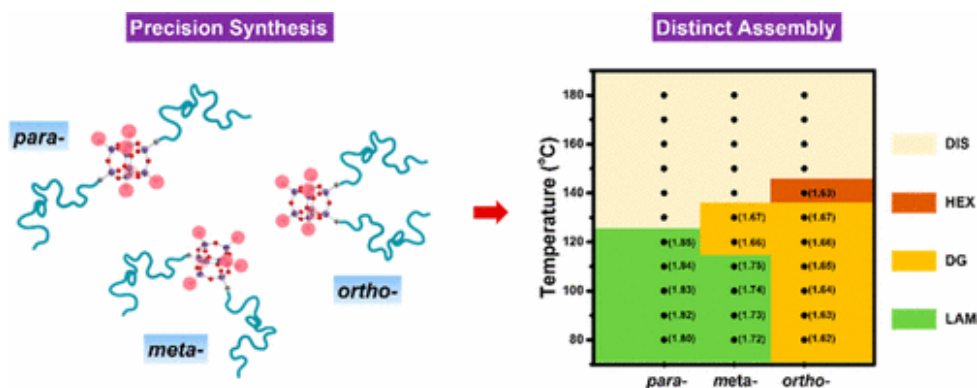 Precision Synthesis
Distinct Assembly
para-
ortho-
meta-
Temperature (°C)
180
160
140
120
100
80
(1.63)
(1.67) (1.67)
(1.85) (1.66) (1.66)
(1.84) (1.75) (1.65)
(1.83) (1.74) (1.64)
(1.82) (1.73) (1.63)
(1.80) (1.72) (1.62)
para- meta- ortho-
DIS
HEX
DG
LAM